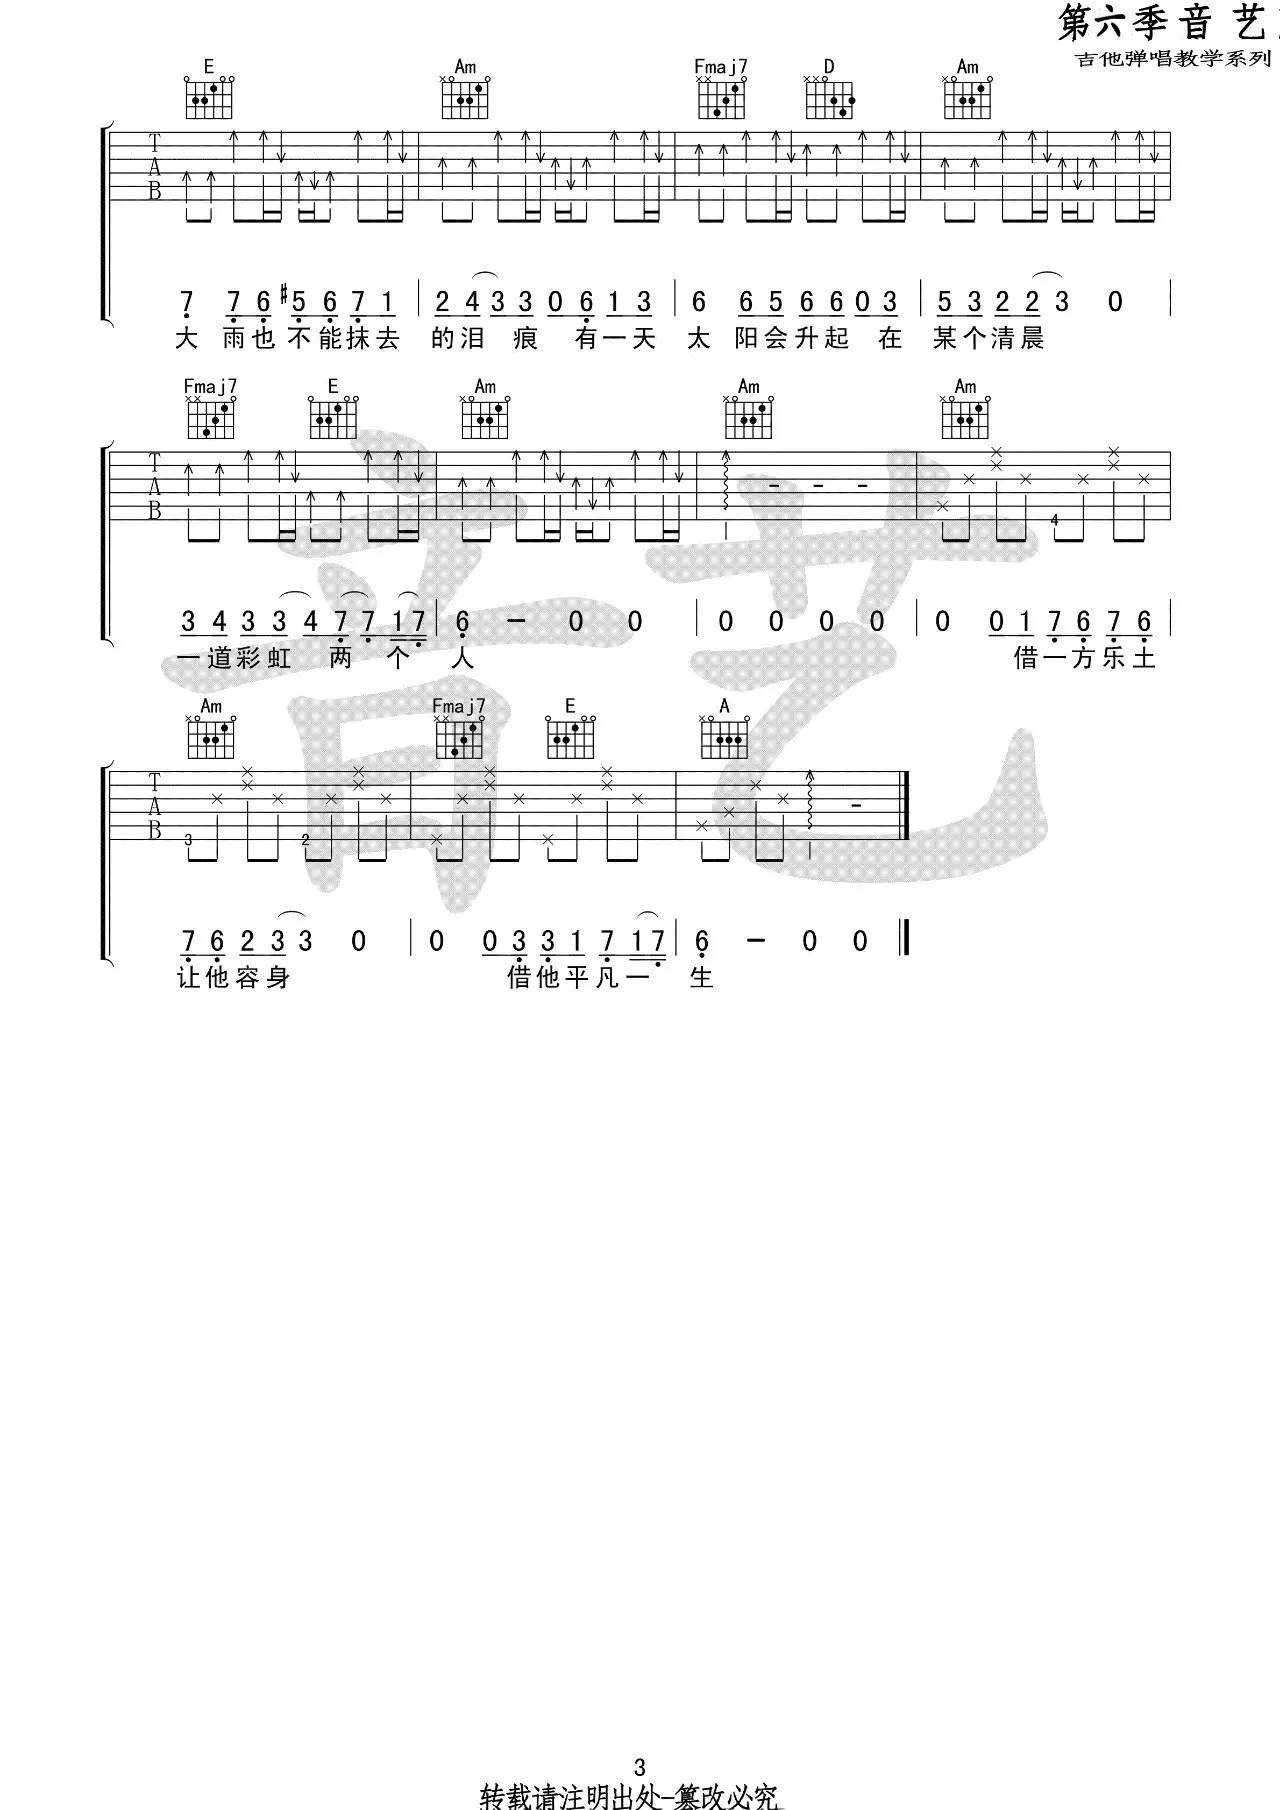 第六季音 艺
吉他弹唱教学系列
E Am Fmaj7 D Am
T
A
B
7 7 6 #5 6 7 1 2 4 3 3 0 6 1 3 6 6 5 6 6 0 3 5 3 2 2 3 0
大 雨也 不能抹去 的泪 痕 有一天 太 阳会升起 在 某个清晨
Fmaj7 E Am Am Am
T
A
B 4
3 4 3 3 4 7 7 1 7 6 – 0 0 0 0 0 0 0 0 1 7 6 7 6
一道彩虹 两 个 人 借一方乐土
Am Fmaj7 E A
T
A
B 3 2
7 6 2 3 3 0 0 0 3 3 1 7 1 7 6 – 0 0
让他容身 借他平凡一 生
音艺
3
转载请注明出处-篡改必究